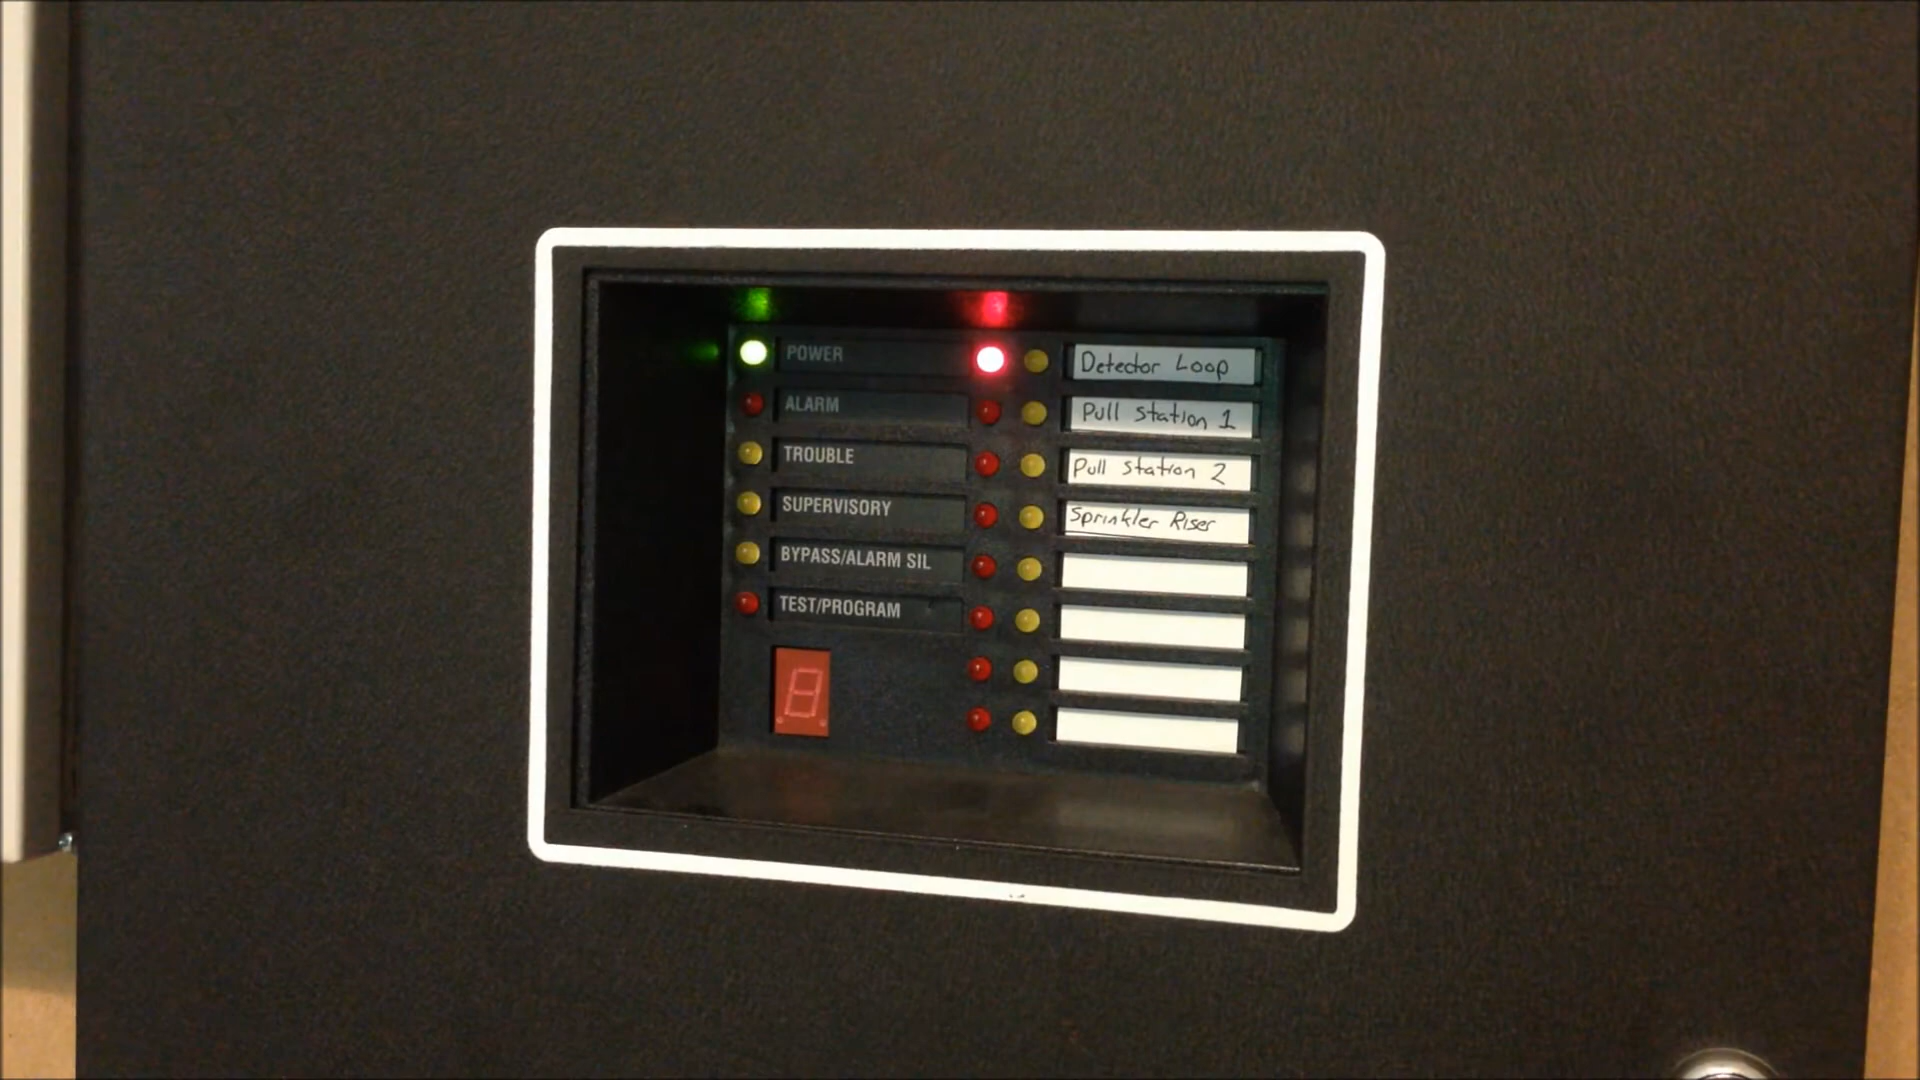 POWER
ALARM
TROUBLE
SUPERVISORY
BYPASS/ALARM SIL
TEST/PROGRAM
8
Detector Loop
Pull Station 1
Pull Station 2
Sprinkler Riser